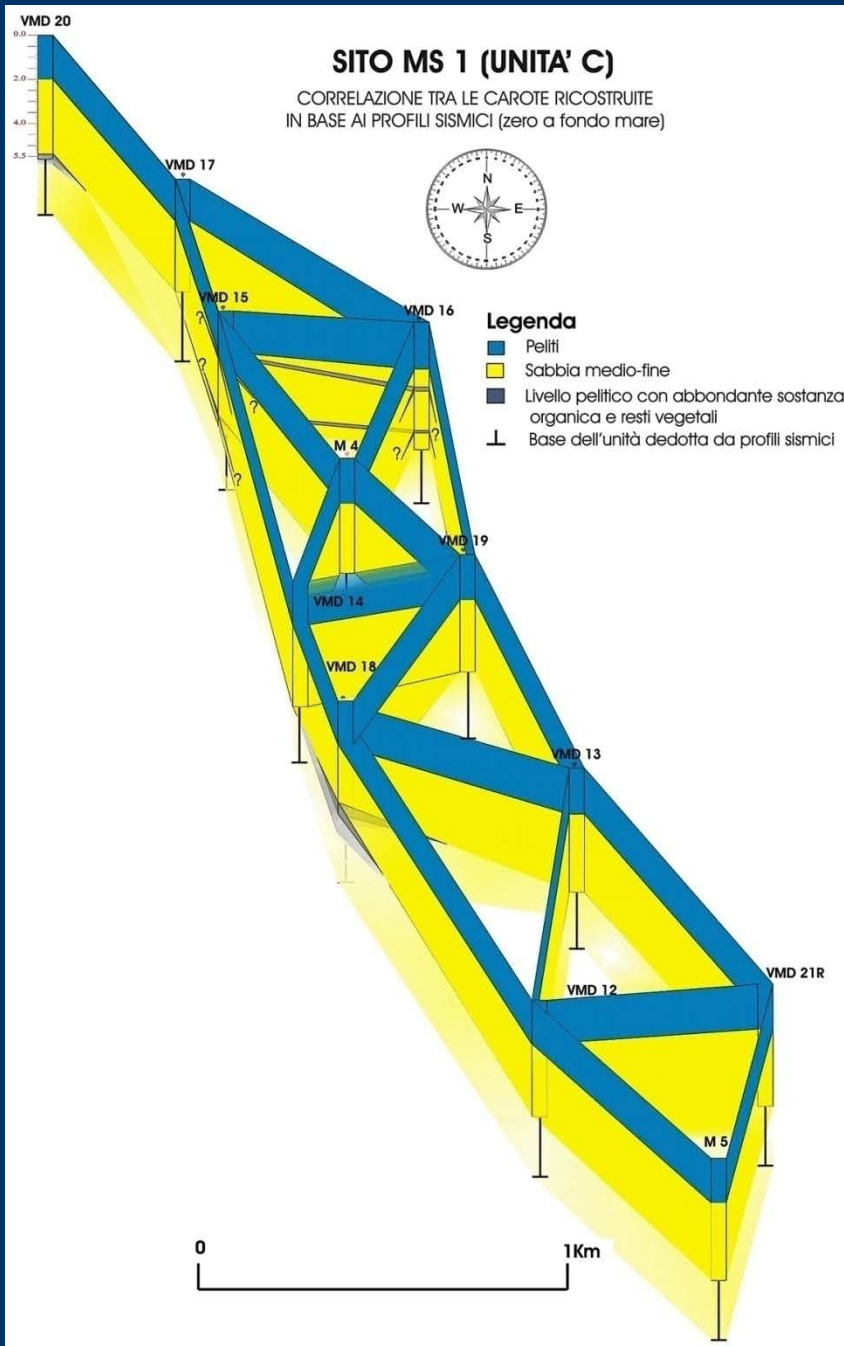 VMD 20
0.0
2.0
4.0
5.5
SITO MS 1 (UNITA' C)
CORRELAZIONE TRA LE CAROTE RICOSTRUITE
IN BASE AI PROFILI SISMICI (zero a fondo mare)
N
W E
S
VMD 17
VMD 15
VMD 16
?
?
?
?
?
?
Legenda
Peliti
Sabbia medio-fine
Livello pelitico con abbondante sostanza
organica e resti vegetali
Base dell'unità dedotta da profili sismici
M 4
VMD 19
VMD 14
VMD 18
VMD 13
VMD 12
VMD 21R
M 5
0 1Km